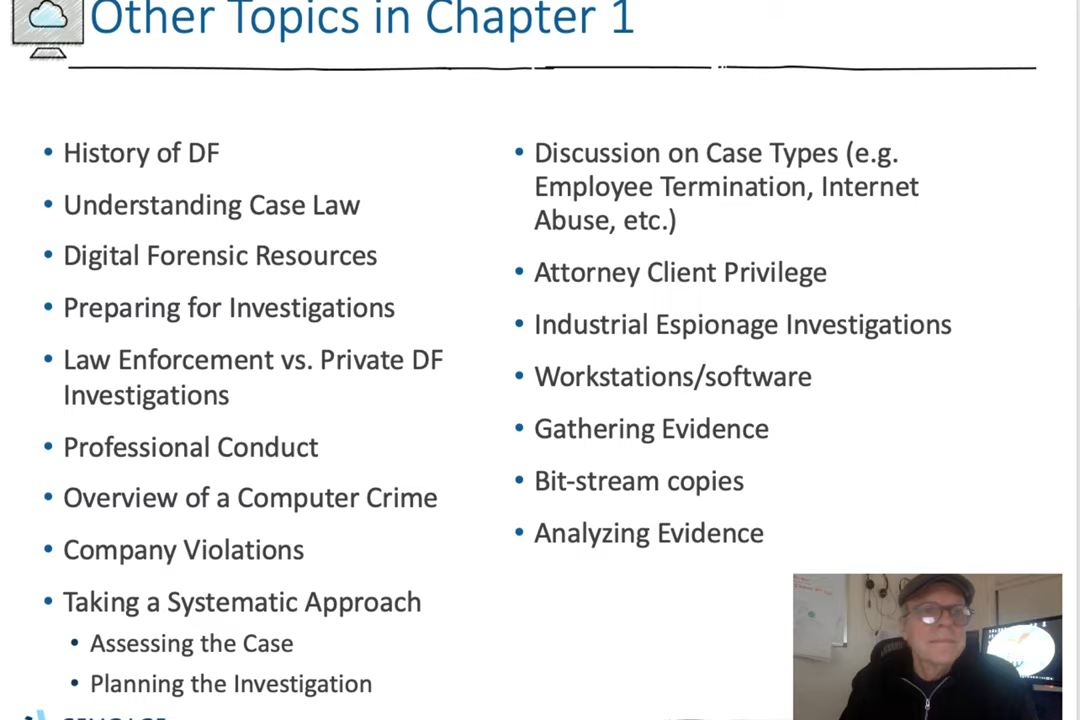 Other Topics in Chapter 1
• History of DF
• Understanding Case Law
• Digital Forensic Resources
• Preparing for Investigations
• Law Enforcement vs. Private DF
Investigations
• Professional Conduct
• Overview of a Computer Crime
• Company Violations
• Taking a Systematic Approach
• Assessing the Case
• Planning the Investigation
• Discussion on Case Types (e.g.
Employee Termination, Internet
Abuse, etc.)
• Attorney Client Privilege
• Industrial Espionage Investigations
• Workstations/software
• Gathering Evidence
• Bit-stream copies
• Analyzing Evidence